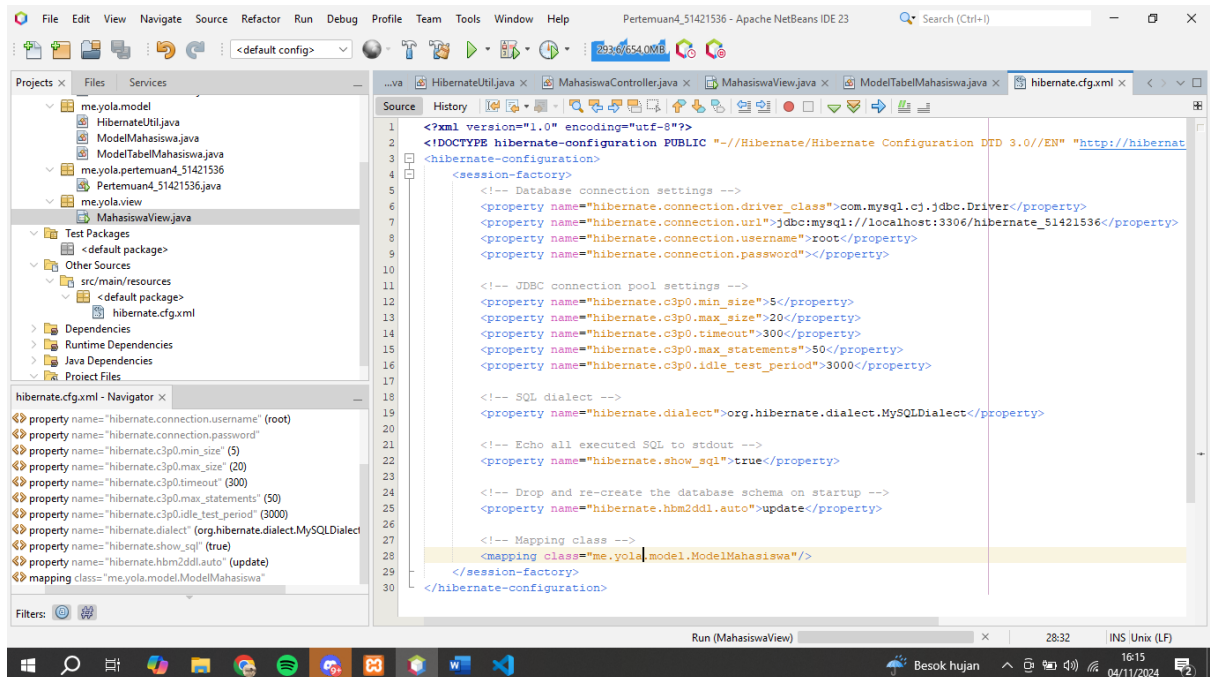 File Edit View Navigate Source Refactor Run Debug Profile Team Tools Window Help Pertemuan4_51421536 - Apache NetBeans IDE 23 Search (Ctrl+I)
<default config> 293.6/654.0MB
Projects Files Services
me.yola.model
HibernateUtil.java
ModelMahasiswa.java
ModelTabelMahasiswa.java
me.yola.pertemuan4_51421536
Pertemuan4_51421536.java
me.yola.view
MahasiswaView.java
Test Packages
<default package>
Other Sources
src/main/resources
<default package>
hibernate.cfg.xml
Dependencies
Runtime Dependencies
Java Dependencies
Project Files
hibernate.cfg.xml - Navigator
property name="hibernate.connection.username" (root)
property name="hibernate.connection.password"
property name="hibernate.c3p0.min_size" (5)
property name="hibernate.c3p0.max_size" (20)
property name="hibernate.c3p0.timeout" (300)
property name="hibernate.c3p0.max_statements" (50)
property name="hibernate.c3p0.idle_test_period" (3000)
property name="hibernate.dialect" (org.hibernate.dialect.MySQLDialect
property name="hibernate.show_sql" (true)
property name="hibernate.hbm2ddl.auto" (update)
mapping class="me.yola.model.ModelMahasiswa"
Filters:
...va HibernateUtil.java MahasiswaController.java MahasiswaView.java ModelTabelMahasiswa.java hibernate.cfg.xml
Source History
1 <?xml version="1.0" encoding="utf-8"?>
2 <!DOCTYPE hibernate-configuration PUBLIC "-//Hibernate/Hibernate Configuration DTD 3.0//EN" "http://hibernat
3 <hibernate-configuration>
4 <session-factory>
5 <!-- Database connection settings -->
6 <property name="hibernate.connection.driver_class">com.mysql.cj.jdbc.Driver</property>
7 <property name="hibernate.connection.url">jdbc:mysql://localhost:3306/hibernate_51421536</property>
8 <property name="hibernate.connection.username">root</property>
9 <property name="hibernate.connection.password"></property>
10
11 <!-- JDBC connection pool settings -->
12 <property name="hibernate.c3p0.min_size">5</property>
13 <property name="hibernate.c3p0.max_size">20</property>
14 <property name="hibernate.c3p0.timeout">300</property>
15 <property name="hibernate.c3p0.max_statements">50</property>
16 <property name="hibernate.c3p0.idle_test_period">3000</property>
17
18 <!-- SQL dialect -->
19 <property name="hibernate.dialect">org.hibernate.dialect.MySQLDialect</property>
20
21 <!-- Echo all executed SQL to stdout -->
22 <property name="hibernate.show_sql">true</property>
23
24 <!-- Drop and re-create the database schema on startup -->
25 <property name="hibernate.hbm2ddl.auto">update</property>
26
27 <!-- Mapping class -->
28 <mapping class="me.yola.model.ModelMahasiswa"/>
29 </session-factory>
30 </hibernate-configuration>
Run (MahasiswaView) 28:32 INS Unix (LF)
Besok hujan 16:15
04/11/2024